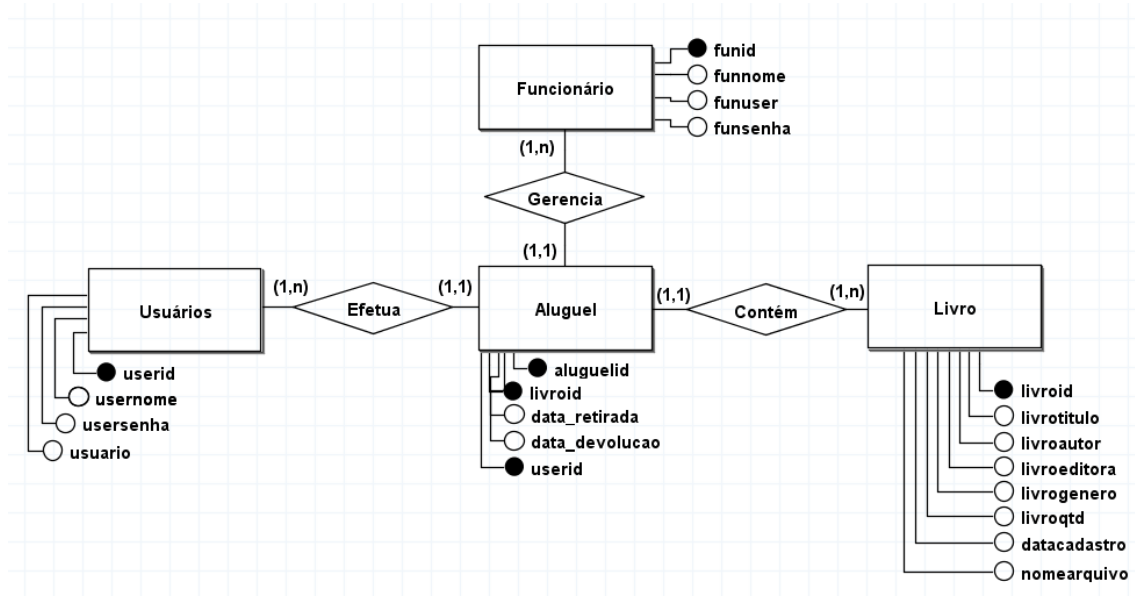 Funcionário
funid
funnome
funuser
funsenha
(1,n)
Gerencia
(1,1)
Usuários
(1,n)
Efetua
(1,1)
Aluguel
(1,1)
Contém
(1,n)
Livro
userid
usernome
usersenha
usuario
aluguelid
livroid
data_retirada
data_devolucao
userid
livroid
livrotitulo
livroautor
livroeditora
livrogenero
livroqtd
datacadastro
nomearquivo